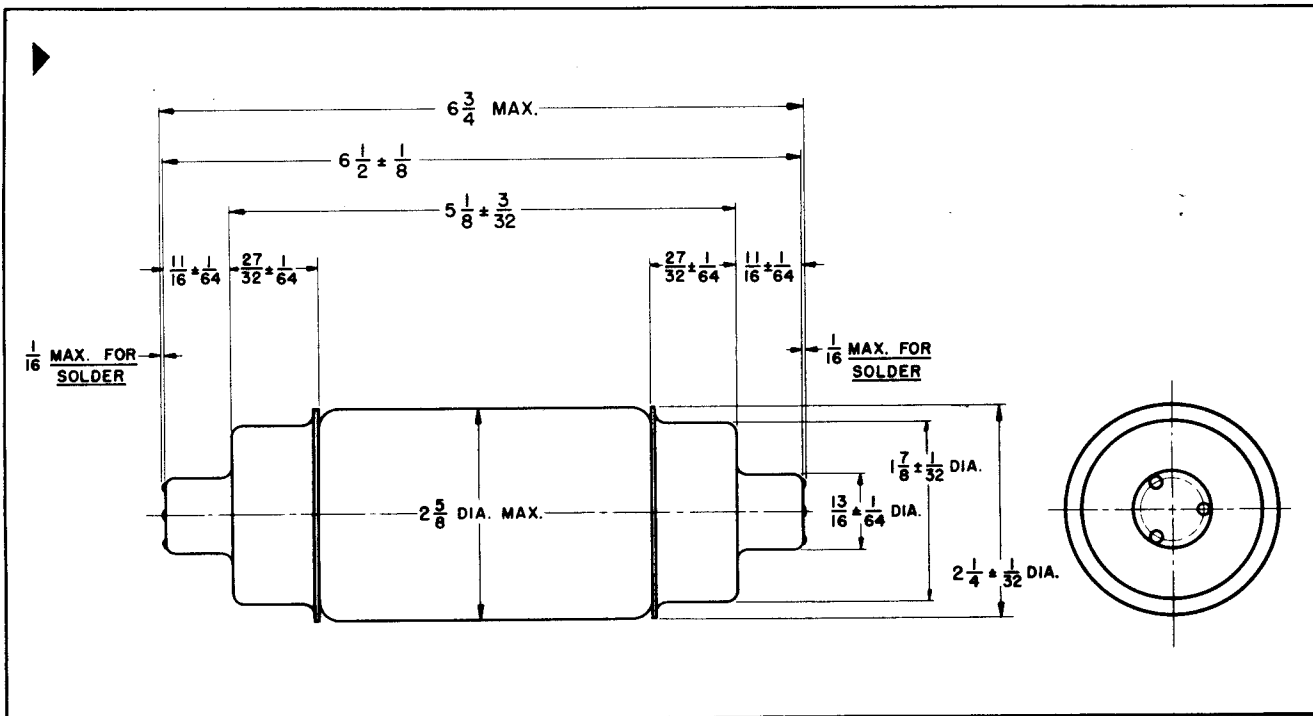 6 3/4 MAX.
6 1/2 ± 1/8
5 1/8 ± 3/32
11/16 ± 1/64
27/32 ± 1/64
27/32 ± 1/64
11/16 ± 1/64
1/16 MAX. FOR
SOLDER
1/16 MAX. FOR
SOLDER
2 5/8 DIA. MAX.
1 7/8 ± 1/32 DIA.
13/16 ± 1/64 DIA.
2 1/4 ± 1/32 DIA.